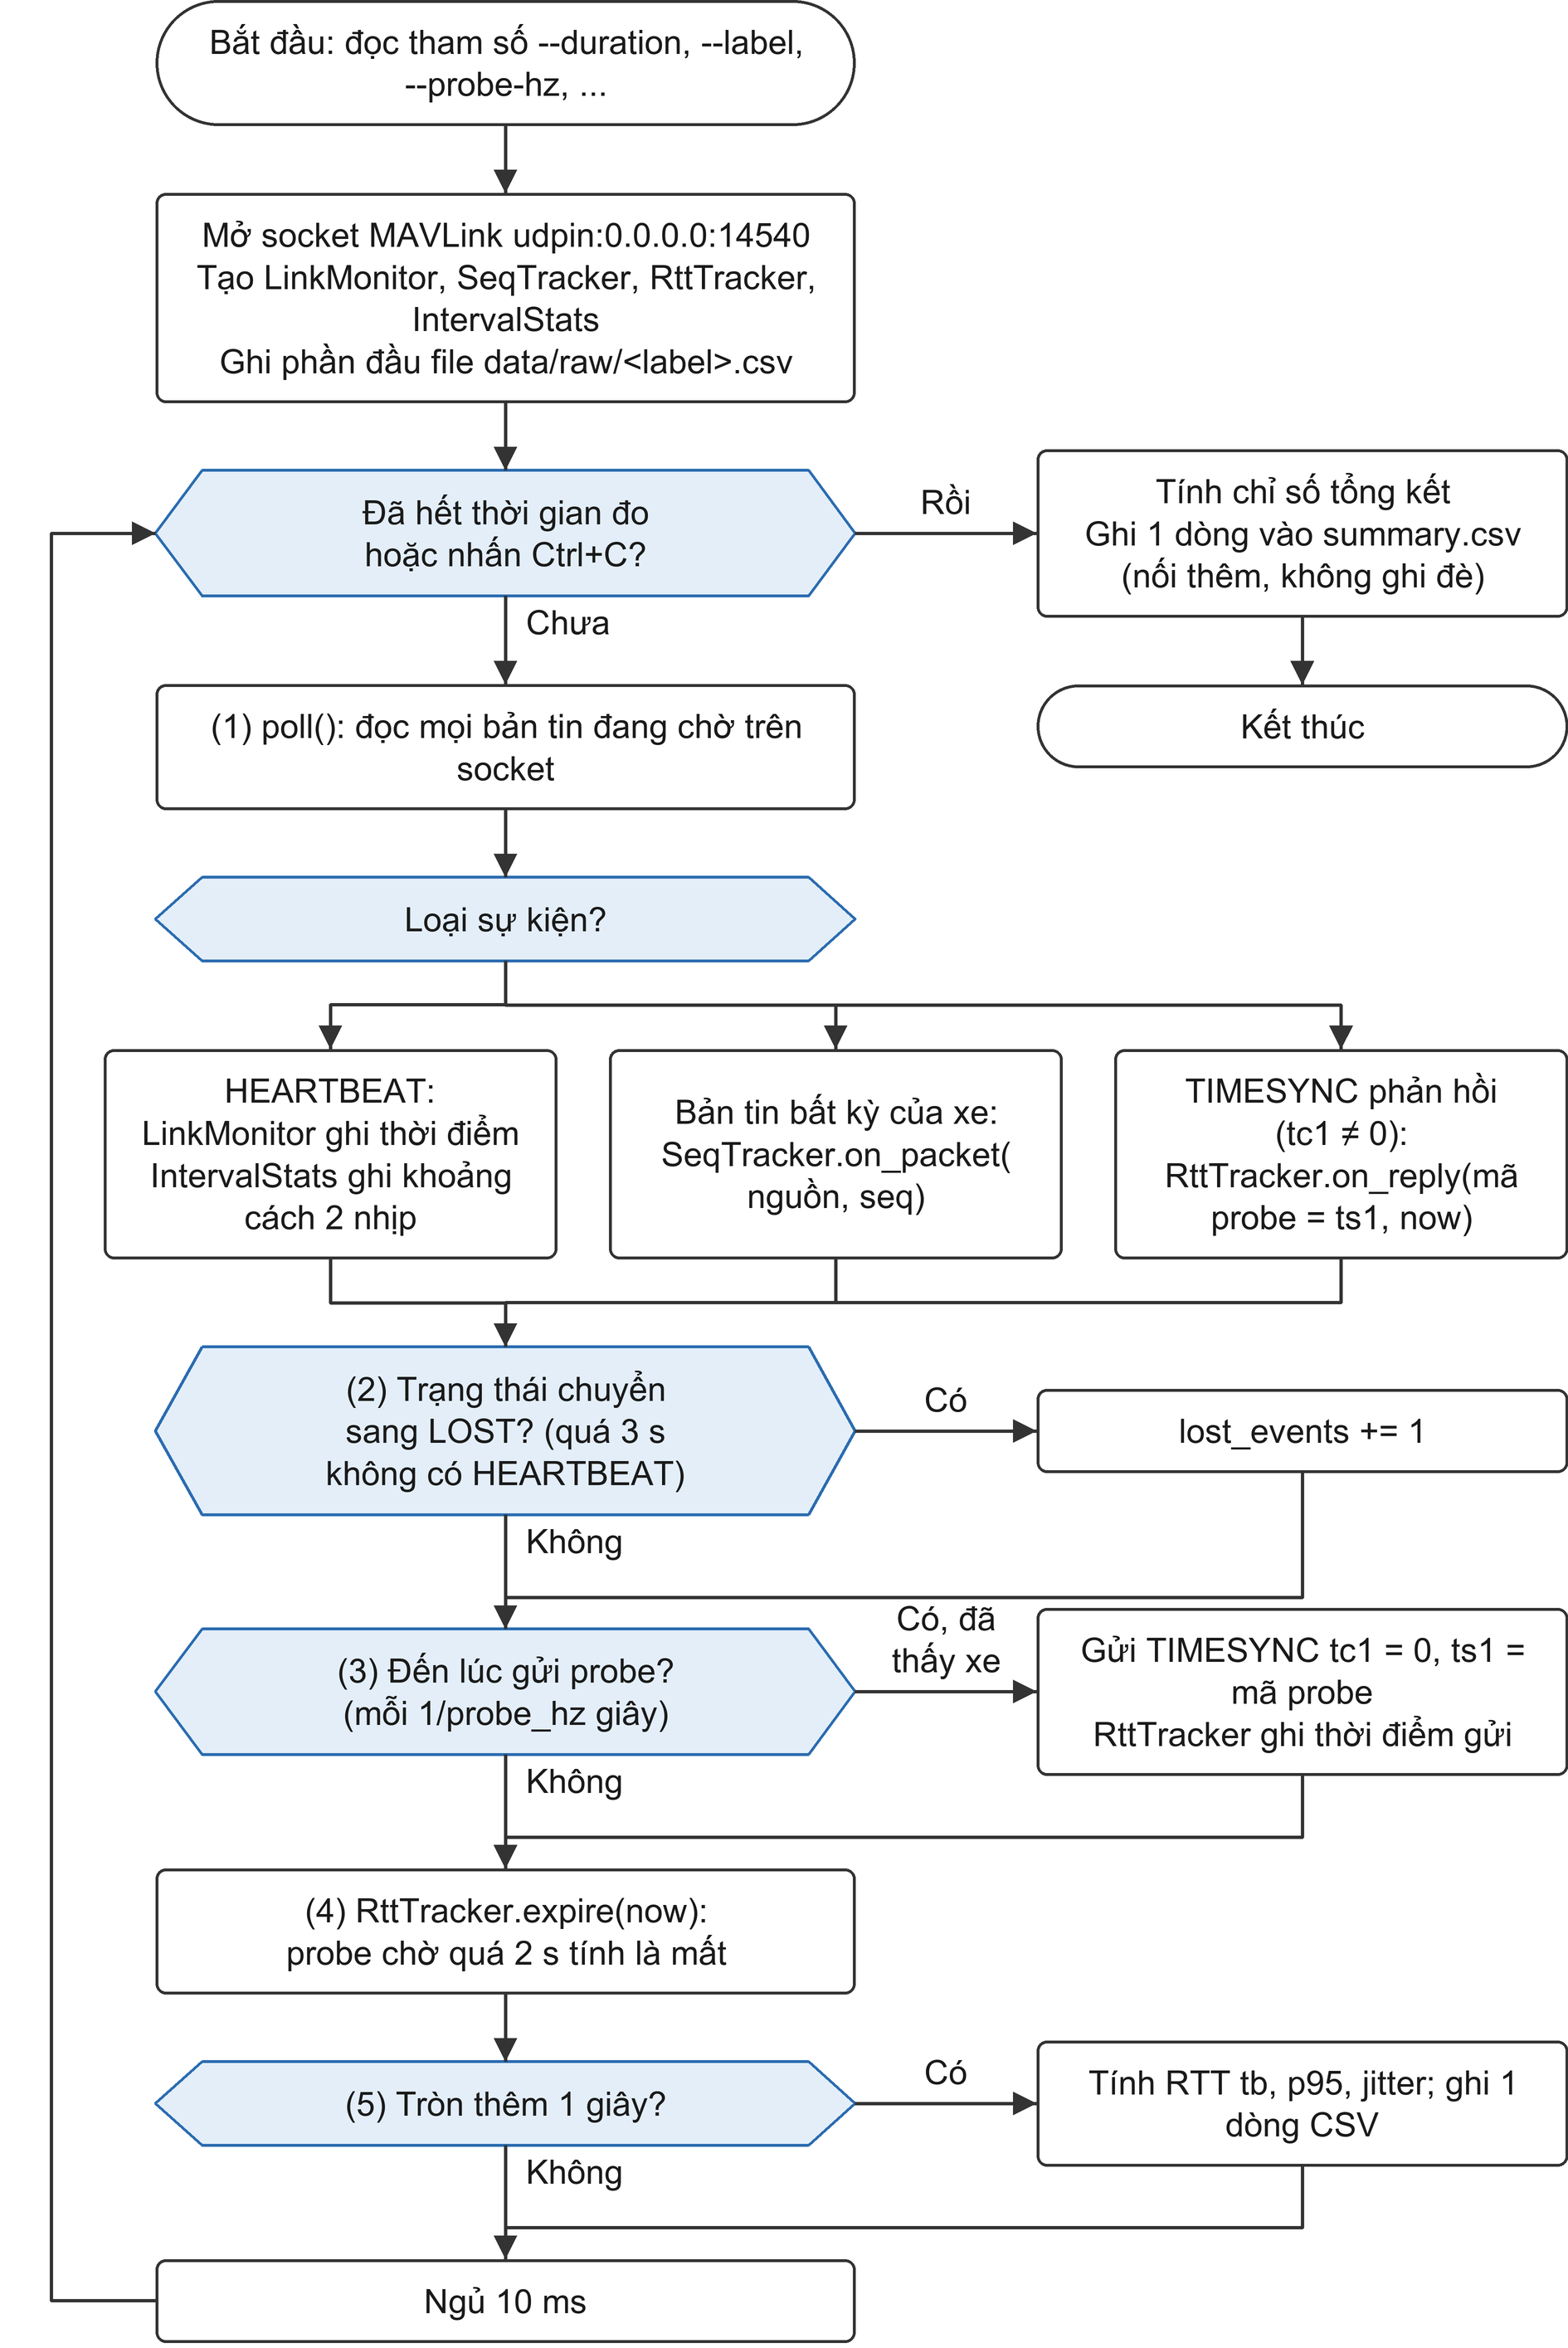 Bắt đầu: đọc tham số --duration, --label,
--probe-hz, ...
Mở socket MAVLink udpin:0.0.0.0:14540
Tạo LinkMonitor, SeqTracker, RttTracker,
IntervalStats
Ghi phần đầu file data/raw/<label>.csv
Đã hết thời gian đo
hoặc nhấn Ctrl+C?
Rồi
Tính chỉ số tổng kết
Ghi 1 dòng vào summary.csv
(nối thêm, không ghi đè)
Chưa
Kết thúc
(1) poll(): đọc mọi bản tin đang chờ trên
socket
Loại sự kiện?
HEARTBEAT:
LinkMonitor ghi thời điểm
IntervalStats ghi khoảng
cách 2 nhịp
Bản tin bất kỳ của xe:
SeqTracker.on_packet(
nguồn, seq)
TIMESYNC phản hồi
(tc1 ≠ 0):
RttTracker.on_reply(mã
probe = ts1, now)
(2) Trạng thái chuyển
sang LOST? (quá 3 s
không có HEARTBEAT)
Có
lost_events += 1
Không
(3) Đến lúc gửi probe?
(mỗi 1/probe_hz giây)
Có, đã
thấy xe
Gửi TIMESYNC tc1 = 0, ts1 =
mã probe
RttTracker ghi thời điểm gửi
Không
(4) RttTracker.expire(now):
probe chờ quá 2 s tính là mất
(5) Tròn thêm 1 giây?
Có
Tính RTT tb, p95, jitter; ghi 1
dòng CSV
Không
Ngủ 10 ms